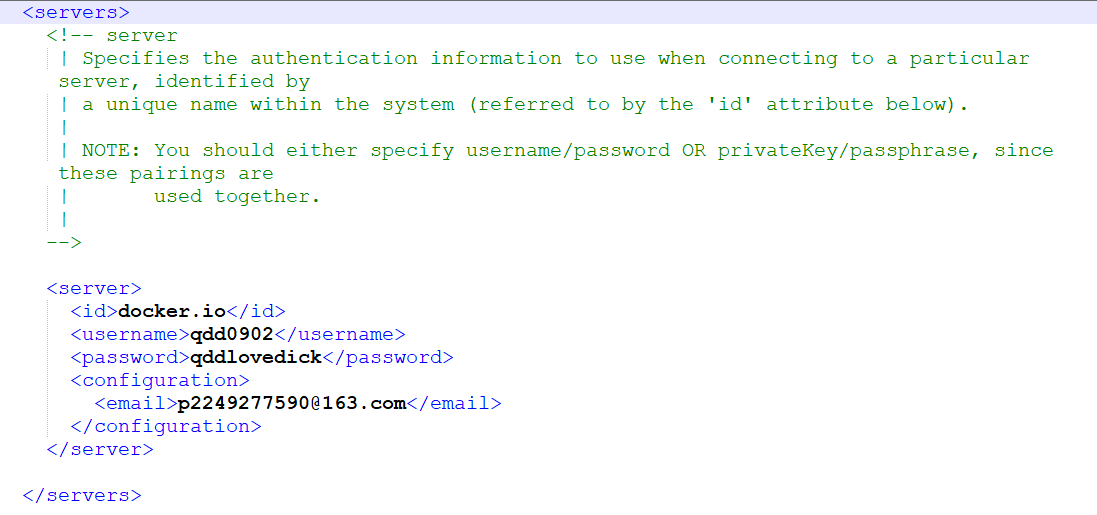 <servers>
<!-- server
| Specifies the authentication information to use when connecting to a particular
server, identified by
| a unique name within the system (referred to by the 'id' attribute below).
|
| NOTE: You should either specify username/password OR privateKey/passphrase, since
these pairings are
|       used together.
|
-->
<server>
<id>docker.io</id>
<username>qdd0902</username>
<password>qddlovedick</password>
<configuration>
<email>p2249277590@163.com</email>
</configuration>
</server>
</servers>